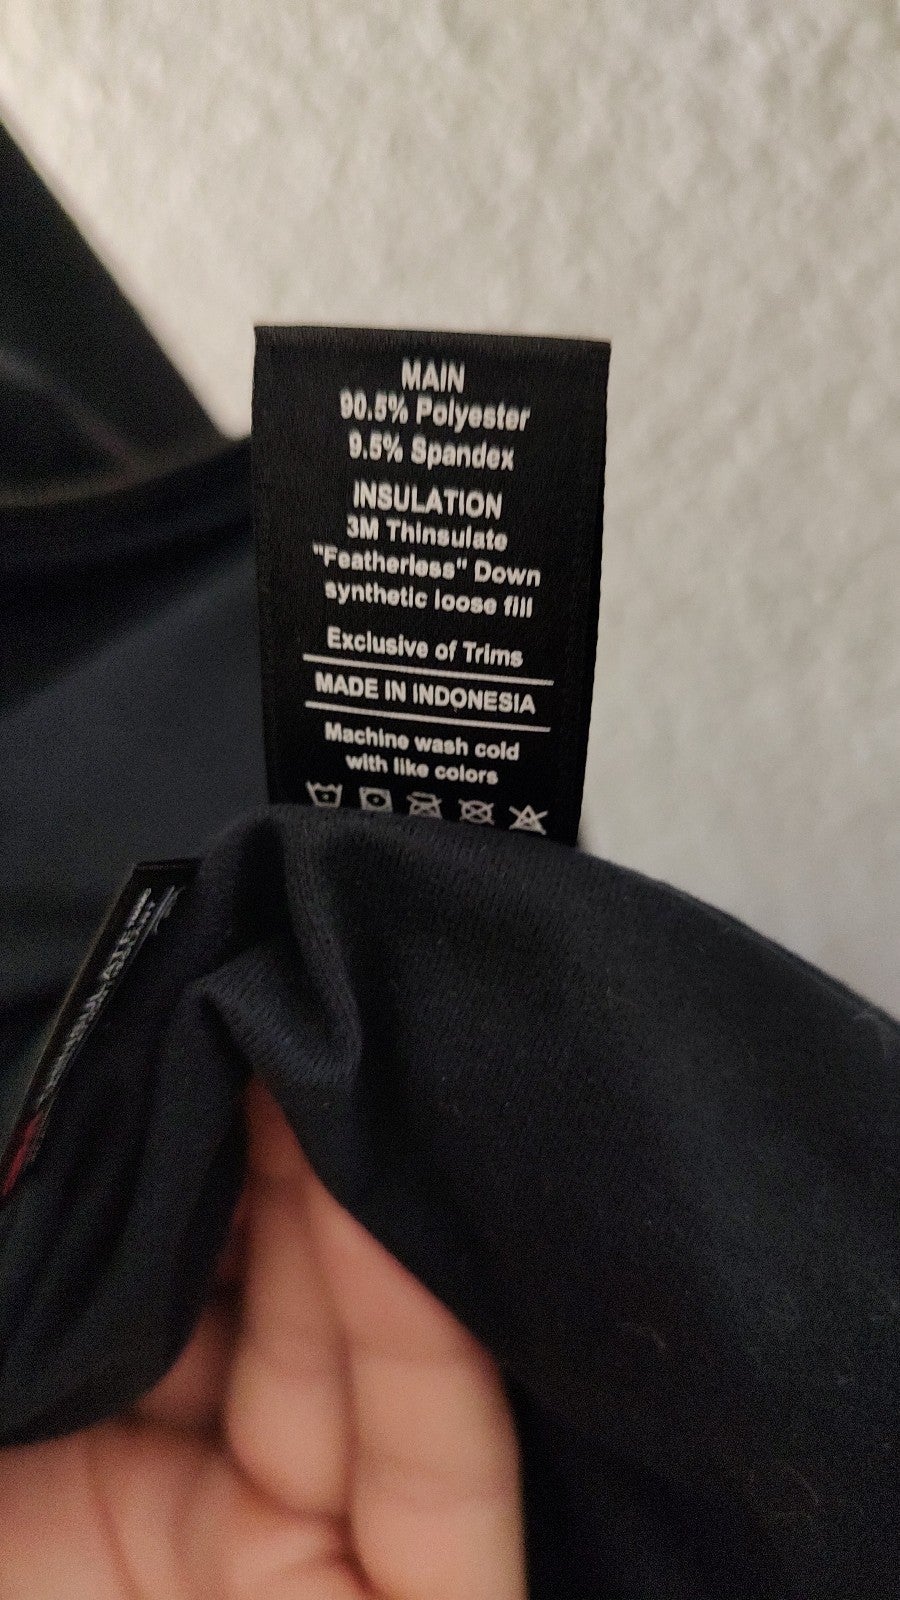 MAIN
90.5% Polyester
9.5% Spandex
INSULATION
3M Thinsulate
"Featherless" Down
synthetic loose fill
Exclusive of Trims
MADE IN INDONESIA
Machine wash cold
with like colors